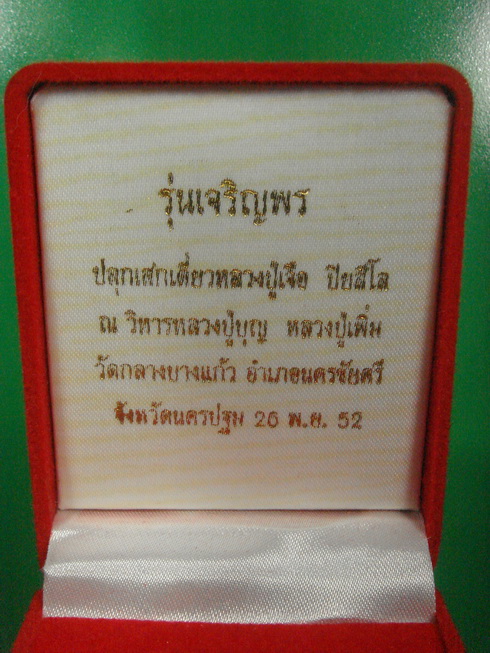 รุ่นเจริญพร
ปลุกเศกเดี่ยวหลวงปู่เจือ ปิยสีโล
ณ วิหารหลวงปู่บุญ หลวงปู่เพิ่ม
วัดกลางบางแก้ว อำเภอนครชัยศรี
จังหวัดนครปฐม 26 พ.ย. 52